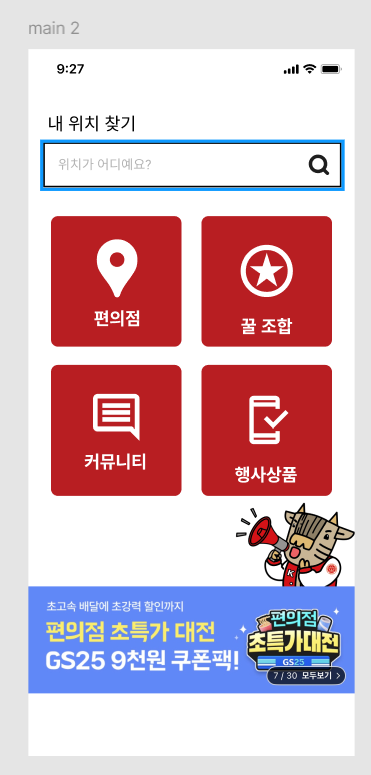 main 2
9:27
내 위치 찾기
위치가 어디예요?
편의점
꿀 조합
커뮤니티
행사상품
K
초고속 배달에 초강력 할인까지
편의점 초특가 대전
GS25 9천원 쿠폰팩!
편의점
초특가대전
GS25
7 / 30 모두보기 >